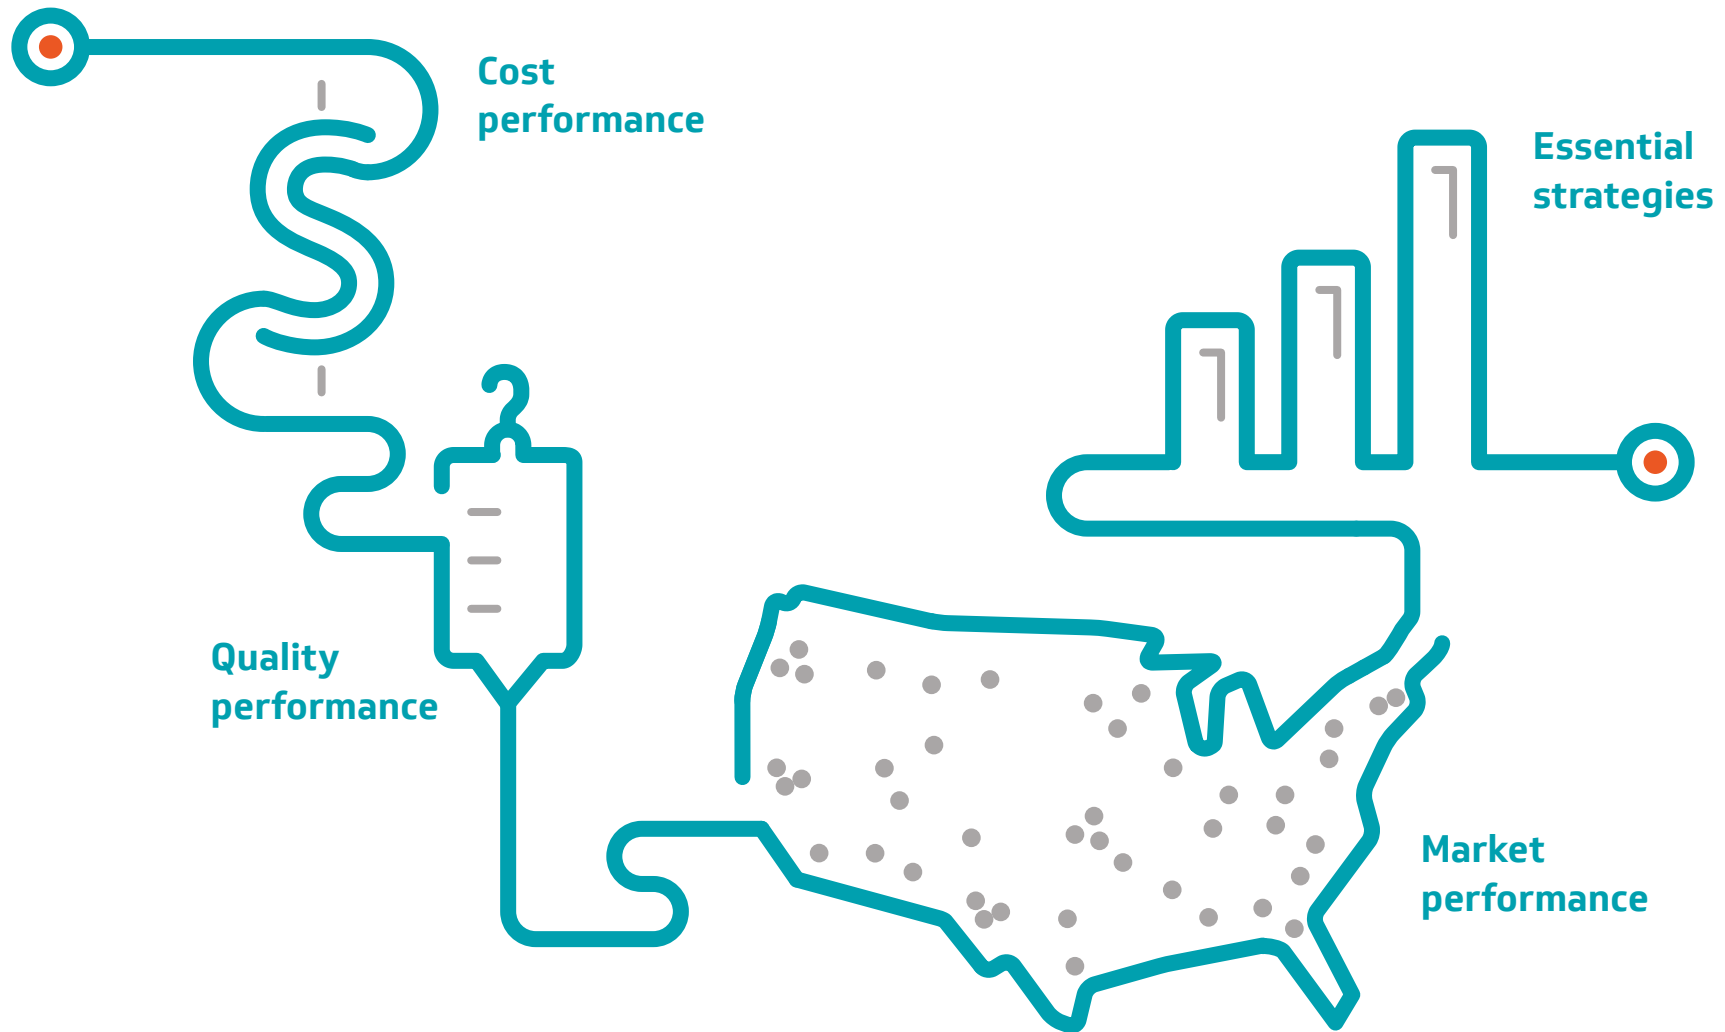 Cost
performance
Essential
strategies
Quality
performance
Market
performance